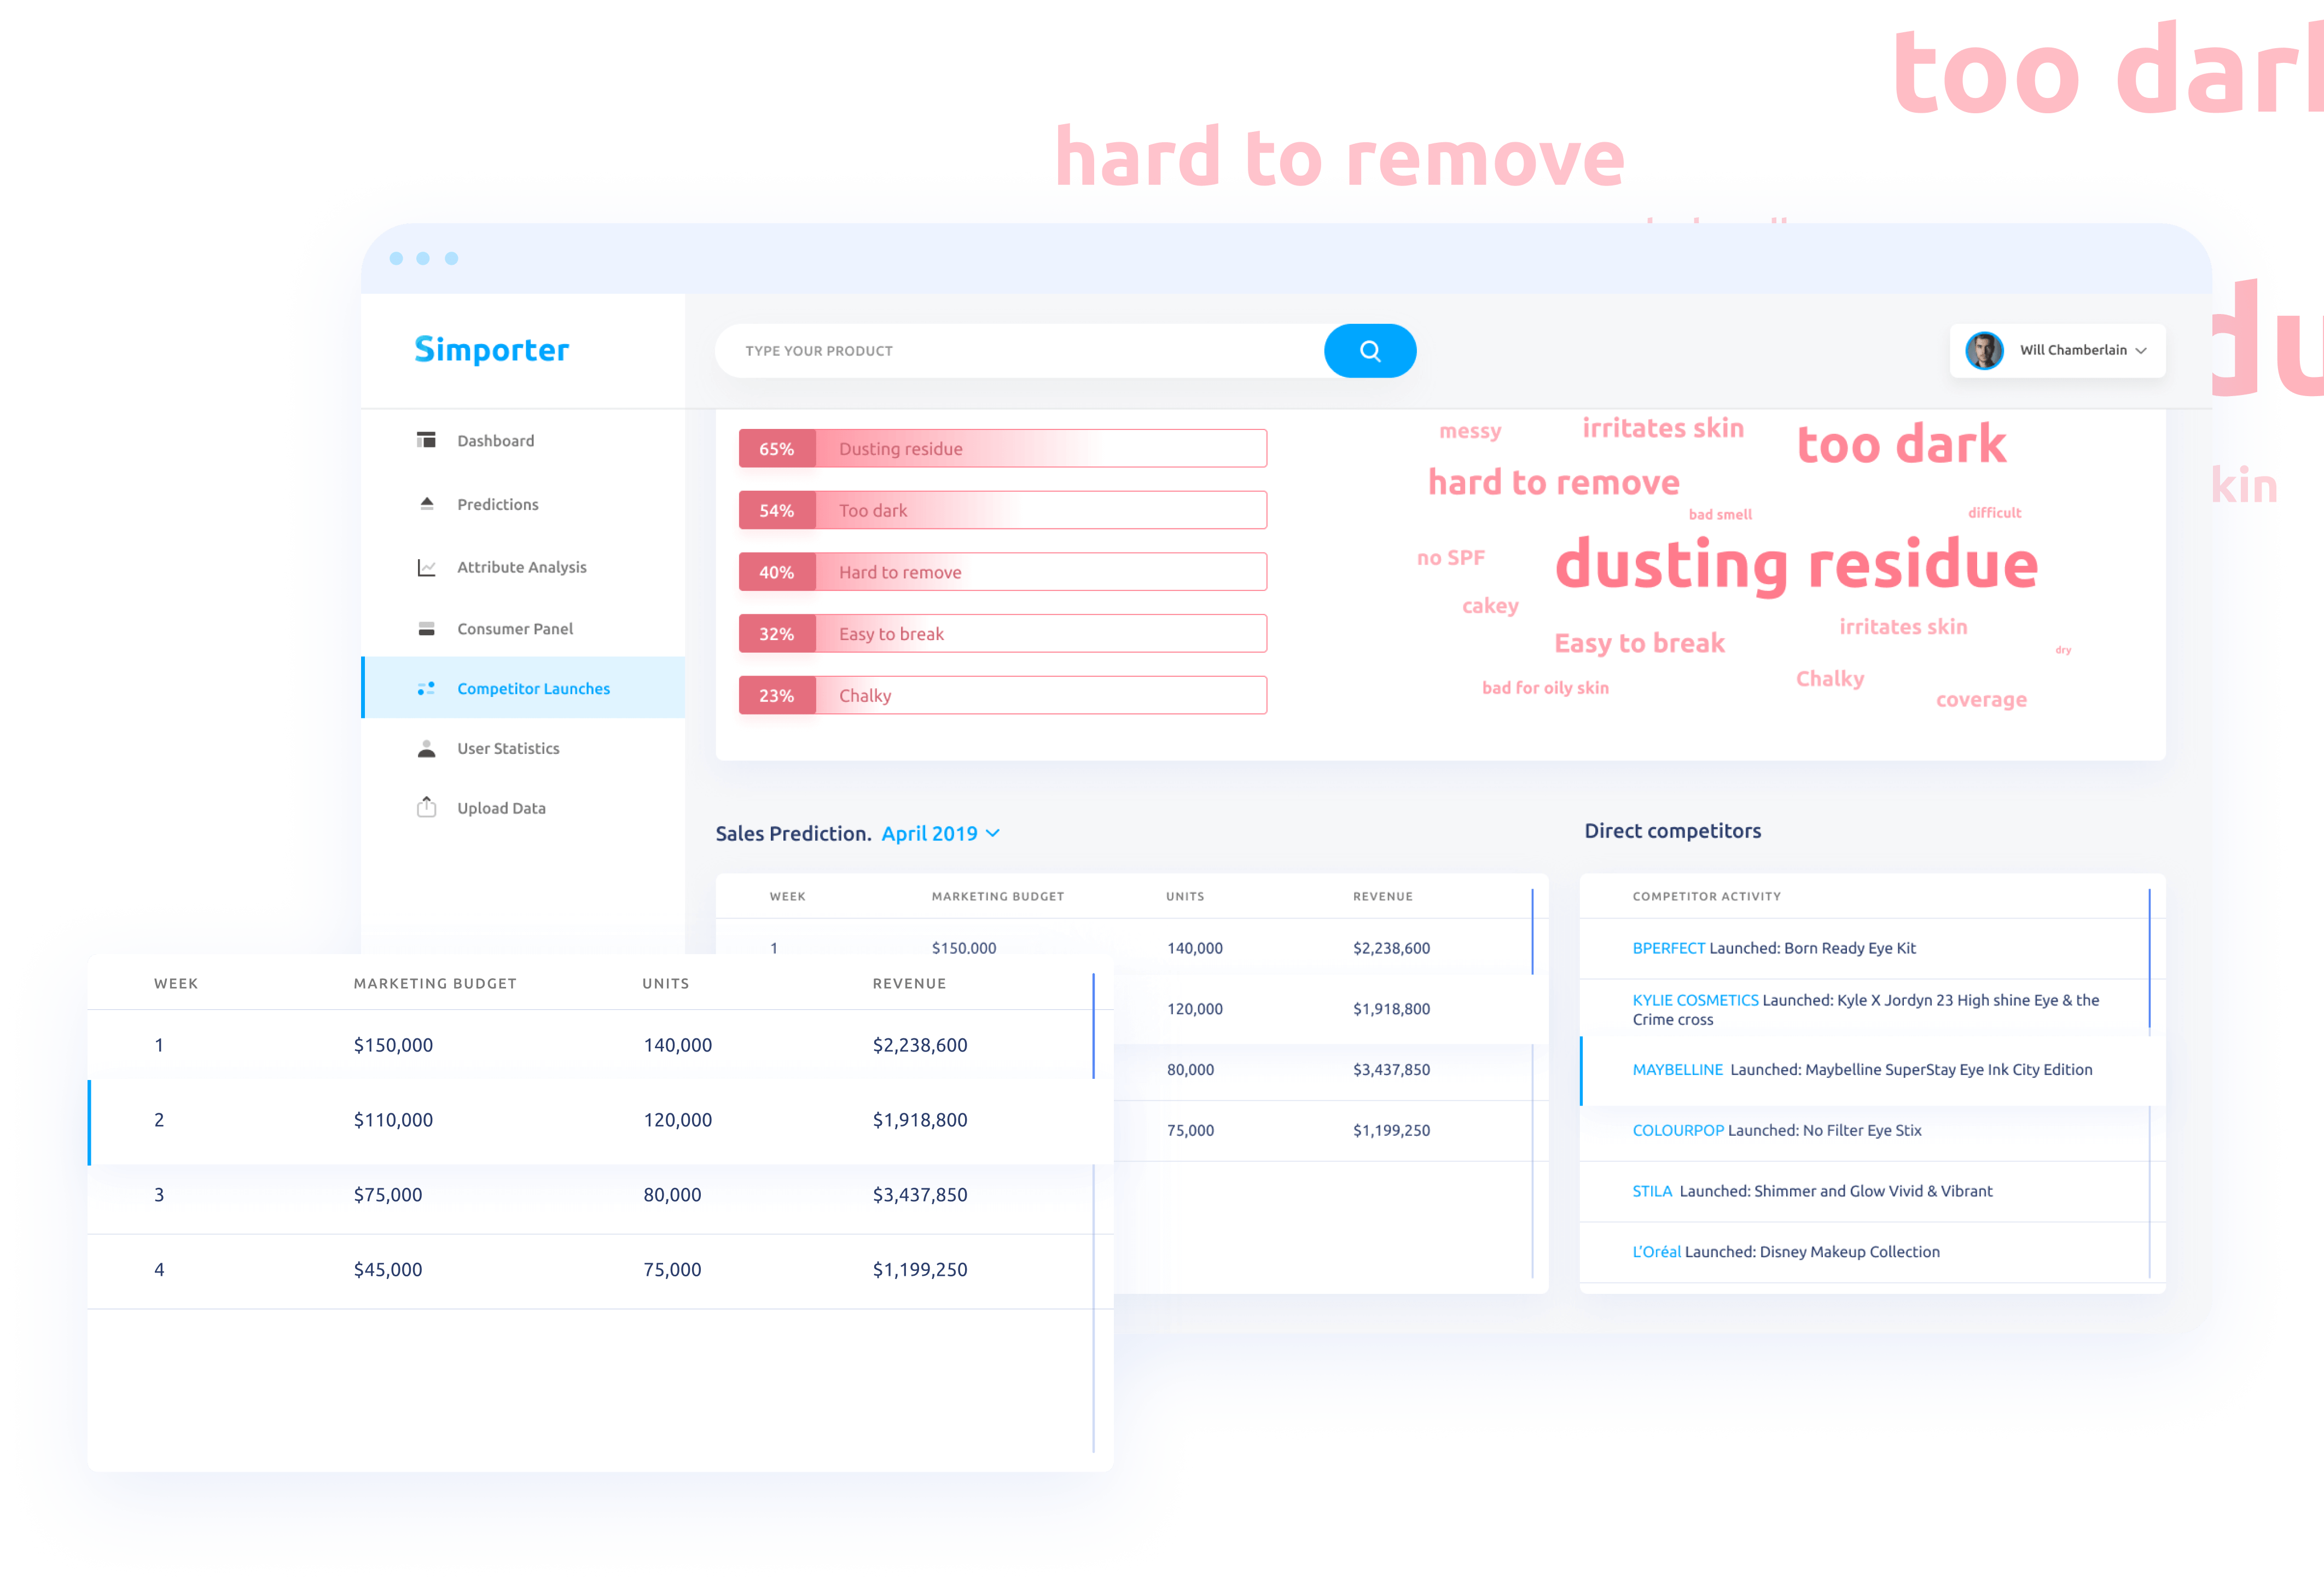 too dark
hard to remove
du
kin
Simporter
TYPE YOUR PRODUCT
Will Chamberlain
Dashboard
Predictions
Attribute Analysis
Consumer Panel
Competitor Launches
User Statistics
Upload Data
65% Dusting residue
54% Too dark
40% Hard to remove
32% Easy to break
23% Chalky
messy
irritates skin
too dark
hard to remove
bad smell
difficult
no SPF
dusting residue
cakey
irritates skin
Easy to break
dry
Chalky
bad for oily skin
coverage
Sales Prediction. April 2019
WEEK MARKETING BUDGET UNITS REVENUE
1 $150,000 140,000 $2,238,600
120,000 $1,918,800
80,000 $3,437,850
75,000 $1,199,250
Direct competitors
COMPETITOR ACTIVITY
BPERFECT Launched: Born Ready Eye Kit
KYLIE COSMETICS Launched: Kyle X Jordyn 23 High shine Eye & the
Crime cross
MAYBELLINE Launched: Maybelline SuperStay Eye Ink City Edition
COLOURPOP Launched: No Filter Eye Stix
STILA Launched: Shimmer and Glow Vivid & Vibrant
L'Oréal Launched: Disney Makeup Collection
WEEK MARKETING BUDGET UNITS REVENUE
1 $150,000 140,000 $2,238,600
2 $110,000 120,000 $1,918,800
3 $75,000 80,000 $3,437,850
4 $45,000 75,000 $1,199,250